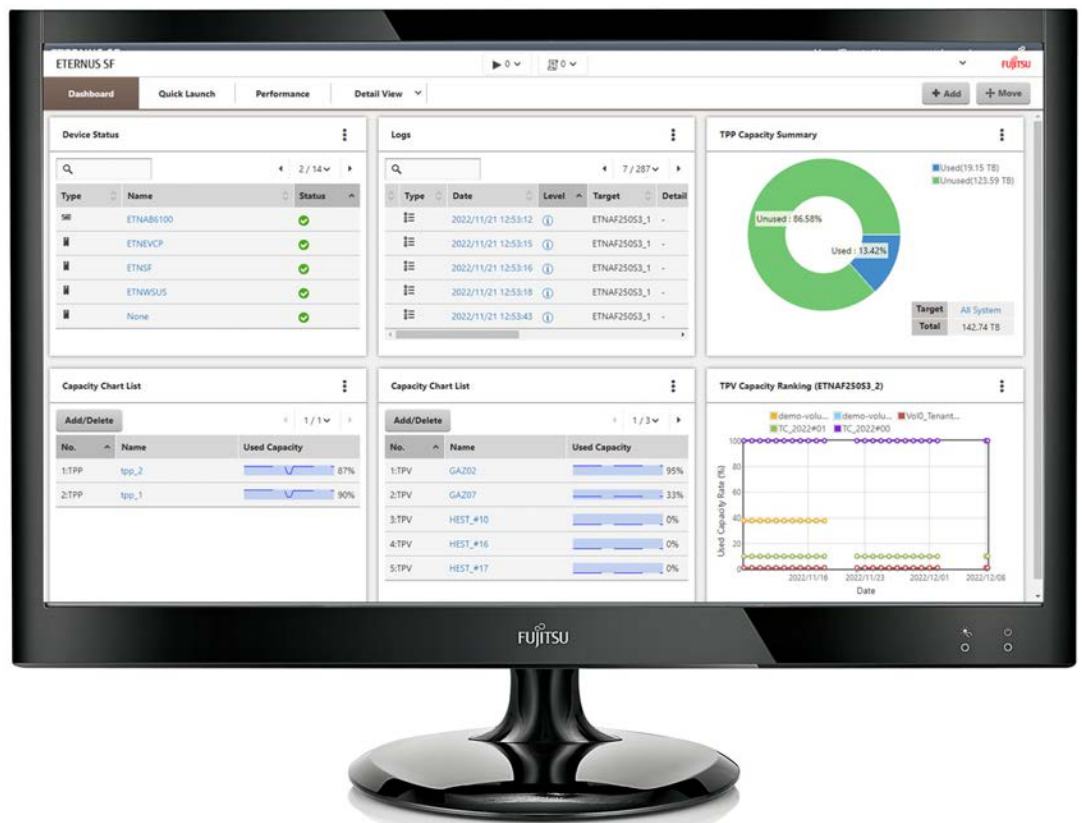 ETERNUS SF
0
0
FUJITSU
Dashboard
Quick Launch
Performance
Detail View
Add
Move
Device Status
2 / 14
Type Name Status
ETNAB6100
ETNEVCP
ETNSF
ETNWSUS
None
Logs
7 / 287
Type Date Level Target Detail
2022/11/21 12:53:12 ETNAF250S3_1 -
2022/11/21 12:53:15 ETNAF250S3_1 -
2022/11/21 12:53:16 ETNAF250S3_1 -
2022/11/21 12:53:18 ETNAF250S3_1 -
2022/11/21 12:53:43 ETNAF250S3_1 -
TPP Capacity Summary
Used(19.15 TB)
Unused(123.59 TB)
Unused : 86.58%
Used : 13.42%
Target All System
Total 142.74 TB
Capacity Chart List
Add/Delete
1 / 1
No. Name Used Capacity
1:TPP tpp_2 87%
2:TPP tpp_1 90%
Capacity Chart List
Add/Delete
1 / 3
No. Name Used Capacity
1:TPV GAZ02 95%
2:TPV GAZ07 33%
3:TPV HEST_#10 0%
4:TPV HEST_#16 0%
5:TPV HEST_#17 0%
TPV Capacity Ranking (ETNAF250S3_2)
demo-volu... demo-volu... Vol0_Tenant...
TC_2022#01 TC_2022#00
Used Capacity Rate (%)
100
80
60
40
20
0
2022/11/16 2022/11/23 2022/12/01 2022/12/08
Date
FUJITSU